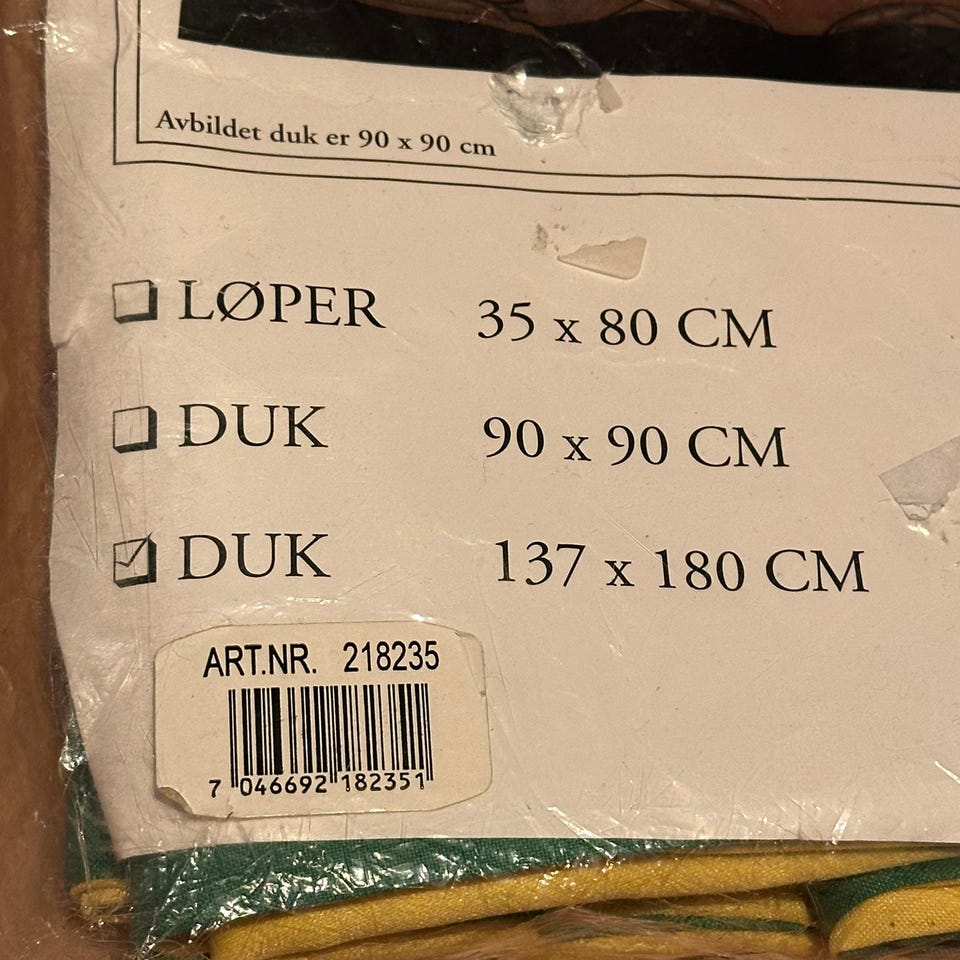 Avbildet duk er 90 x 90 cm
LØPER 35 x 80 CM
DUK 90 x 90 CM
DUK 137 x 180 CM
ART.NR. 218235
7 046692 182351